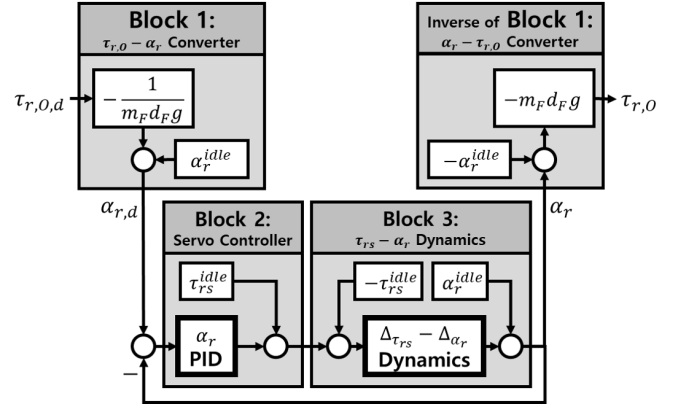 Block 1:
τ_{r,O} − α_r Converter
− 1 / (m_F d_F g)
τ_{r,O,d}
α_r^{idle}
α_{r,d}
Inverse of Block 1:
α_r − τ_{r,O} Converter
−m_F d_F g
τ_{r,O}
−α_r^{idle}
α_r
Block 2:
Servo Controller
τ_{rs}^{idle}
α_r
PID
−
Block 3:
τ_{rs} − α_r Dynamics
−τ_{rs}^{idle}
α_r^{idle}
Δ_{τ_{rs}} − Δ_{α_r}
Dynamics